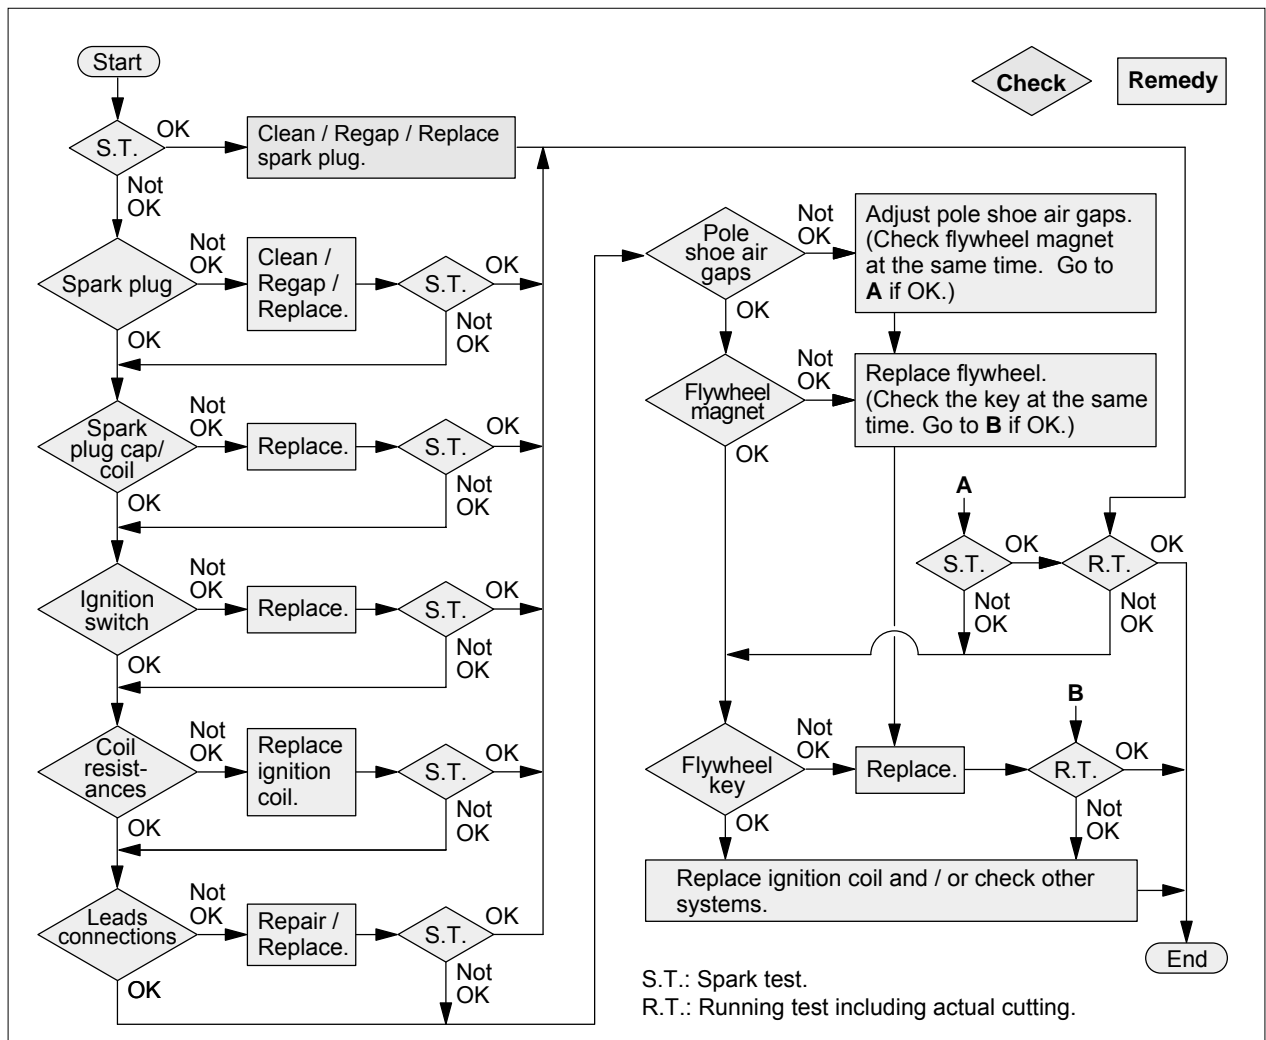 Start
Check
Remedy
S.T.
OK
Clean / Regap / Replace
spark plug.
Not
OK
Spark plug
Not
OK
Clean /
Regap /
Replace.
S.T.
OK
Not
OK
OK
Spark
plug cap/
coil
Not
OK
Replace.
S.T.
OK
Not
OK
OK
Ignition
switch
Not
OK
Replace.
S.T.
OK
Not
OK
OK
Coil
resist-
ances
Not
OK
Replace
ignition
coil.
S.T.
OK
Not
OK
OK
Leads
connections
Not
OK
Repair /
Replace.
S.T.
OK
Not
OK
OK
Pole
shoe air
gaps
Not
OK
Adjust pole shoe air gaps.
(Check flywheel magnet
at the same time. Go to
A if OK.)
OK
Flywheel
magnet
Not
OK
Replace flywheel.
(Check the key at the same
time. Go to B if OK.)
OK
A
S.T.
OK
R.T.
OK
Not
OK
Not
OK
B
Flywheel
key
Not
OK
Replace.
R.T.
OK
Not
OK
OK
Replace ignition coil and / or check other
systems.
End
S.T.: Spark test.
R.T.: Running test including actual cutting.